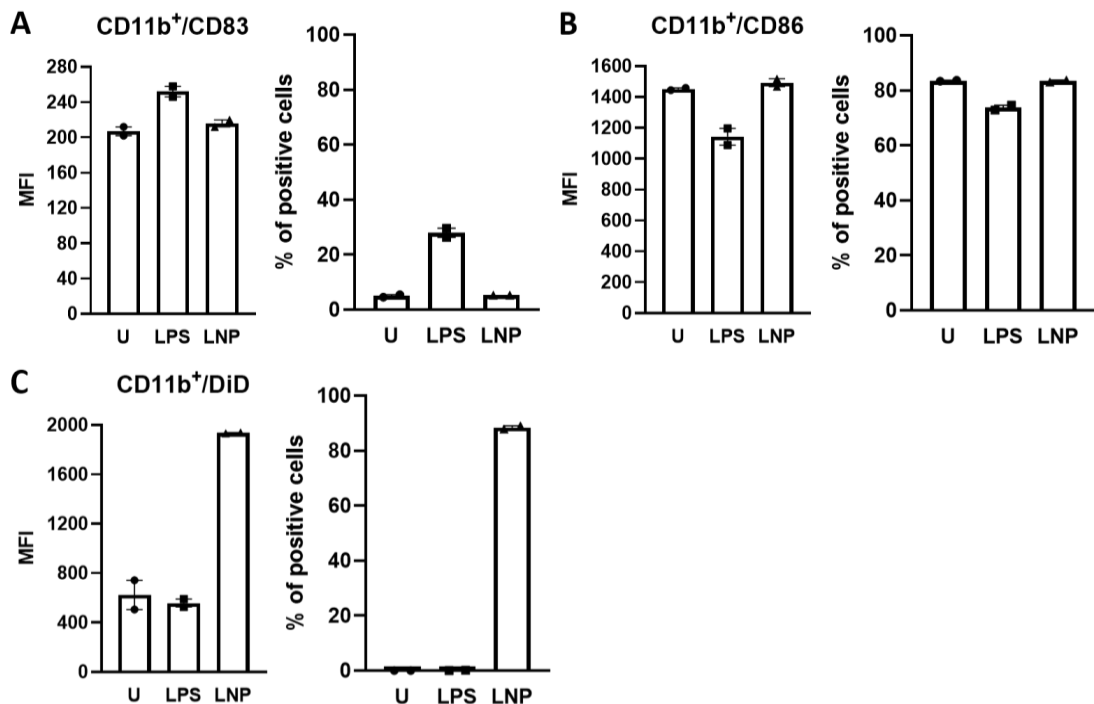 A
CD11b⁺/CD83
MFI
280
240
200
160
120
80
40
0
U LPS LNP
% of positive cells
100
80
60
40
20
0
U LPS LNP
B
CD11b⁺/CD86
MFI
1600
1400
1200
1000
800
600
400
200
0
U LPS LNP
% of positive cells
100
80
60
40
20
0
U LPS LNP
C
CD11b⁺/DiD
MFI
2000
1600
1200
800
400
0
U LPS LNP
% of positive cells
100
80
60
40
20
0
U LPS LNP